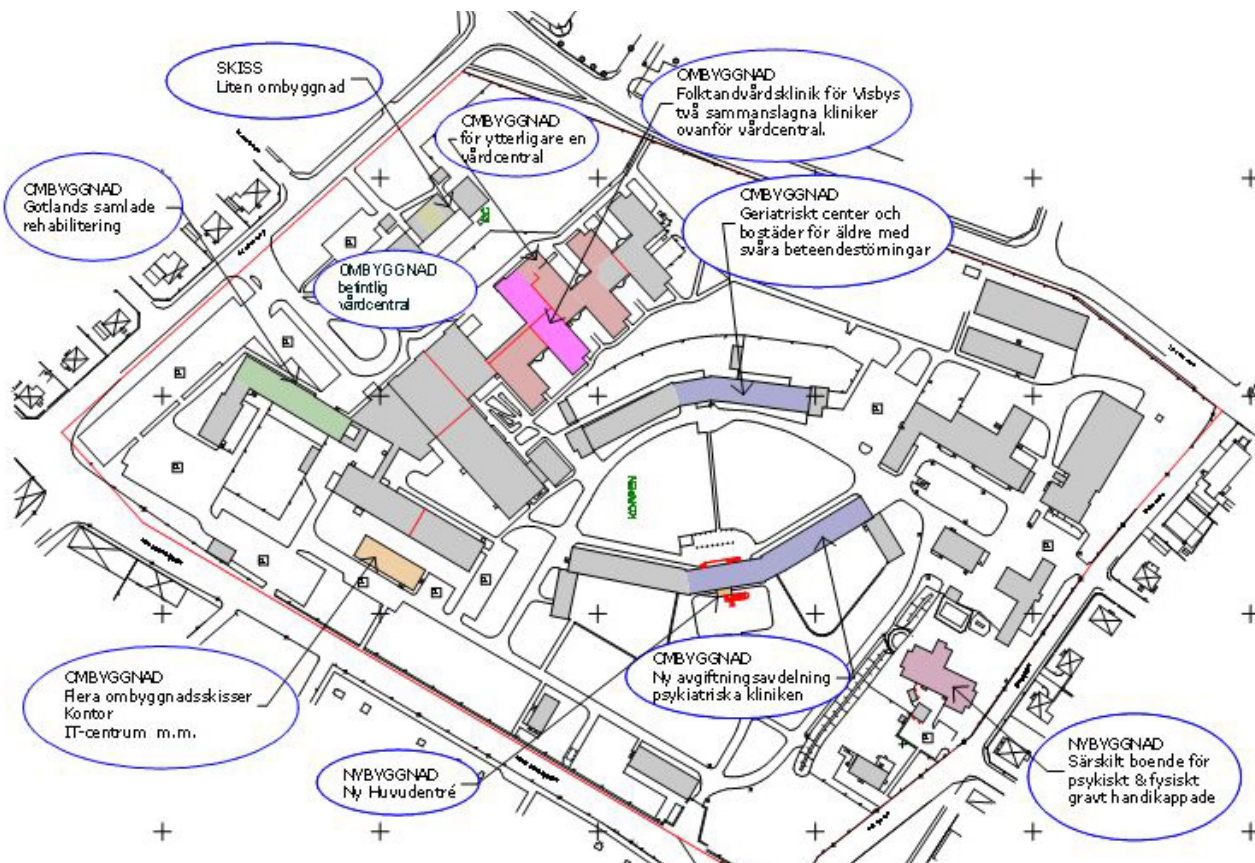 SKISS
Liten ombyggnad
OMBYGGNAD
Folktandvårdsklinik för Visbys
två sammanslagna kliniker
ovanför vårdcentral.
OMBYGGNAD
för ytterligare en
vårdcentral
OMBYGGNAD
Gotlands samlade
rehabilitering
OMBYGGNAD
Geriatriskt center och
bostäder för äldre med
svåra beteendestörningar
OMBYGGNAD
befintlig
vårdcentral
KOMPEN
OMBYGGNAD
Flera ombyggnadsskisser
Kontor
IT-centrum m.m.
OMBYGGNAD
Ny avgiftningsavdelning
psykiatriska kliniken
NYBYGGNAD
Ny Huvudentré
NYBYGGNAD
Särskilt boende för
psykiskt & fysiskt
gravt handikappade